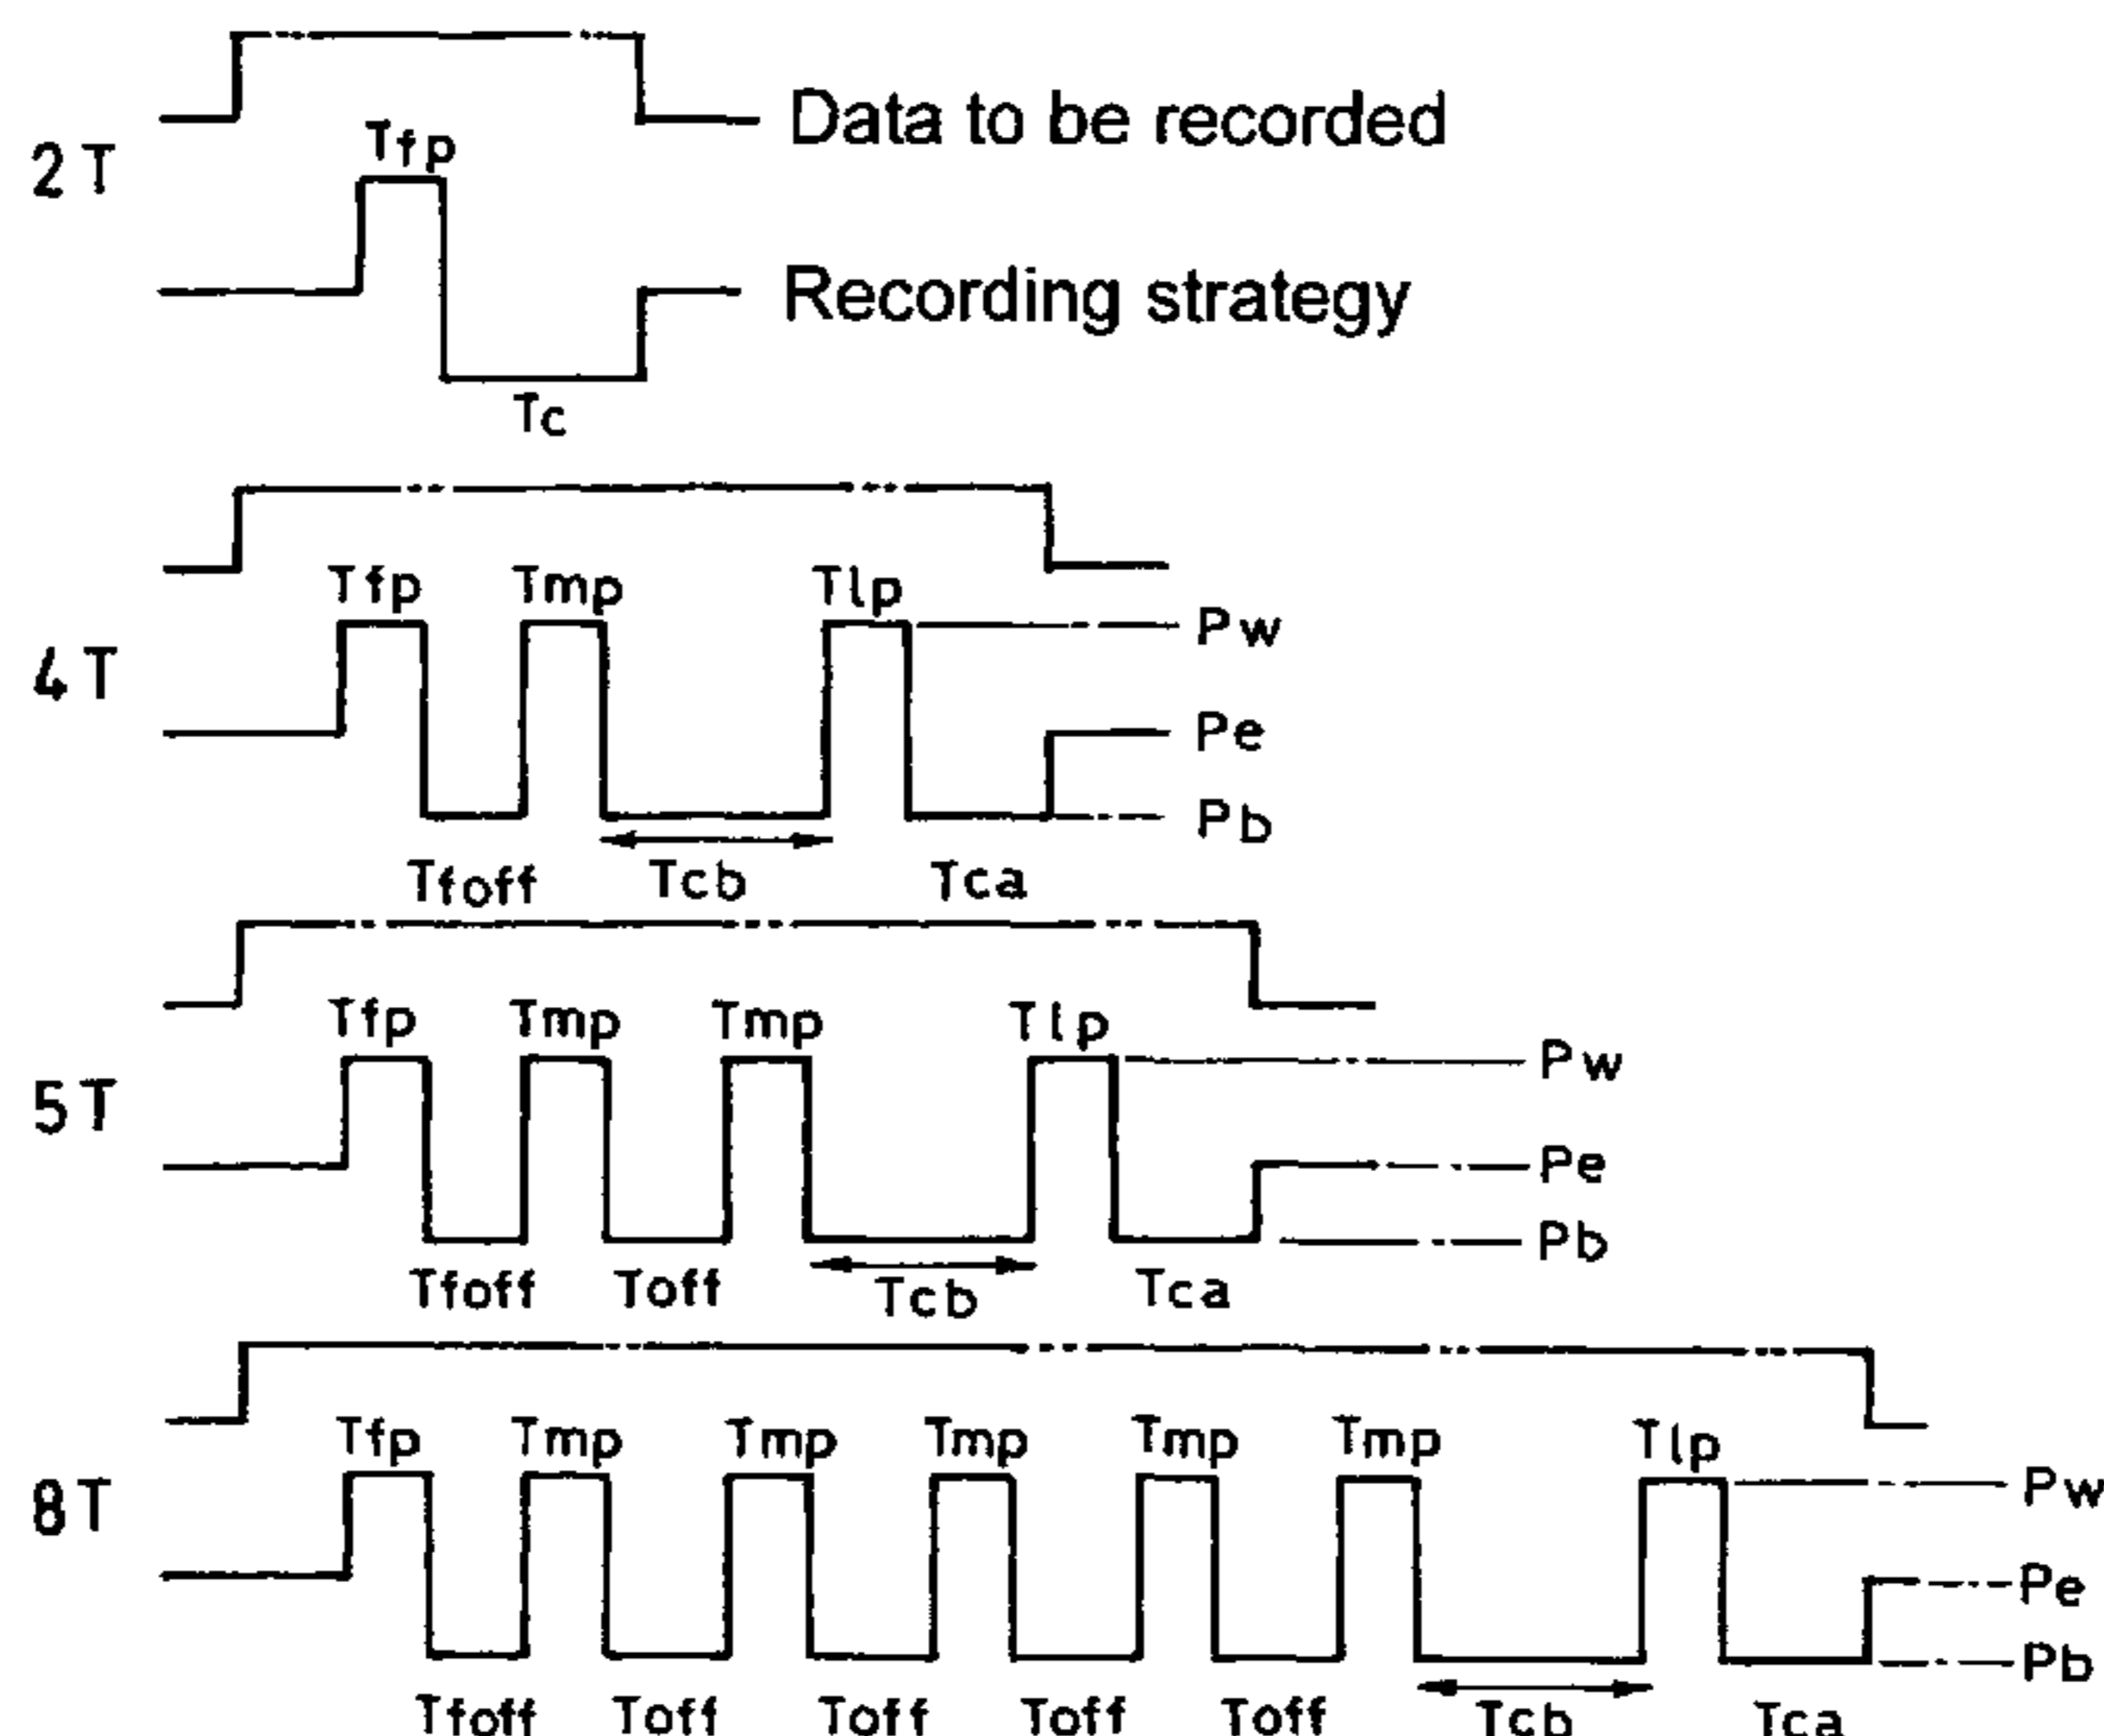 Data to be recorded
2T
Tfp
Recording strategy
Tc
Tfp Tmp Tlp
Pw
4T
Pe
Pb
Tfoff Tcb Tca
Tfp Tmp Tmp Tlp
Pw
5T
Pe
Pb
Tfoff Toff Tcb Tca
Tfp Tmp Tmp Tmp Tmp Tmp Tlp
Pw
8T
Pe
Pb
Tfoff Toff Toff Toff Toff Tcb Tca